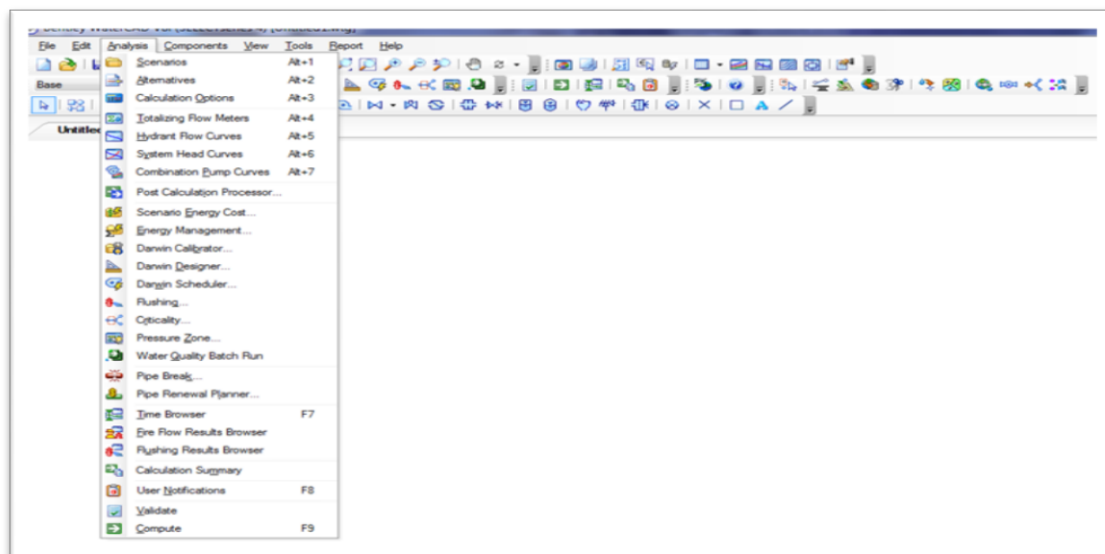 File Edit Analysis Components View Tools Report Help
Base
Untitled
Scenarios Alt+1
Alternatives Alt+2
Calculation Options Alt+3
Totalizing Flow Meters Alt+4
Hydrant Flow Curves Alt+5
System Head Curves Alt+6
Combination Pump Curves Alt+7
Post Calculation Processor...
Scenario Energy Cost...
Energy Management...
Darwin Calibrator...
Darwin Designer...
Darwin Scheduler...
Flushing...
Criticality...
Pressure Zone...
Water Quality Batch Run
Pipe Break...
Pipe Renewal Planner...
Time Browser F7
Fire Flow Results Browser
Flushing Results Browser
Calculation Summary
User Notifications F8
Validate
Compute F9